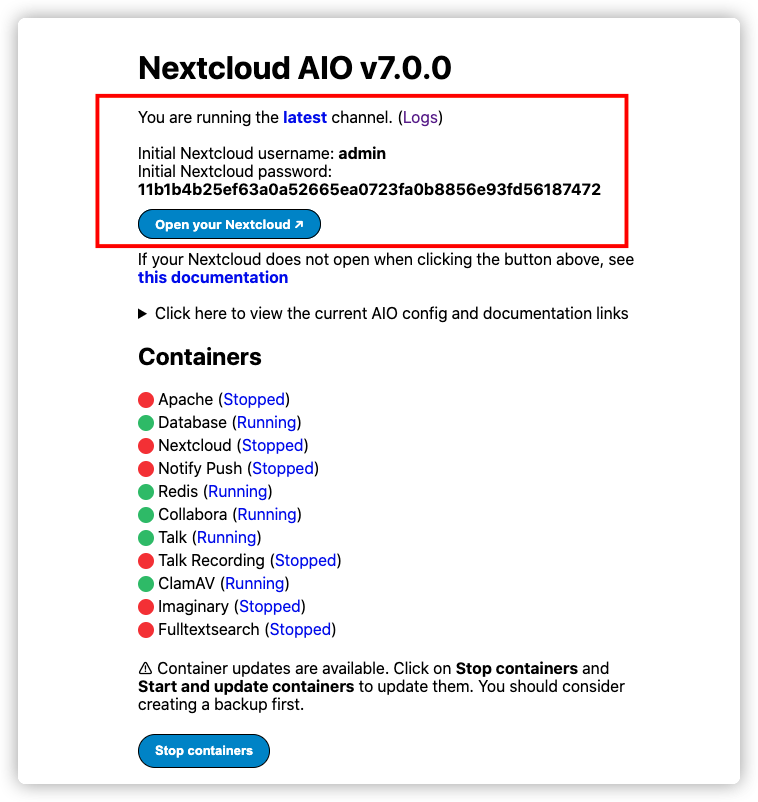 Nextcloud AIO v7.0.0
You are running the latest channel. (Logs)
Initial Nextcloud username: admin
Initial Nextcloud password:
11b1b4b25ef63a0a52665ea0723fa0b8856e93fd56187472
Open your Nextcloud ↗
If your Nextcloud does not open when clicking the button above, see
this documentation
▶ Click here to view the current AIO config and documentation links
Containers
Apache (Stopped)
Database (Running)
Nextcloud (Stopped)
Notify Push (Stopped)
Redis (Running)
Collabora (Running)
Talk (Running)
Talk Recording (Stopped)
ClamAV (Running)
Imaginary (Stopped)
Fulltextsearch (Stopped)
⚠ Container updates are available. Click on Stop containers and
Start and update containers to update them. You should consider
creating a backup first.
Stop containers